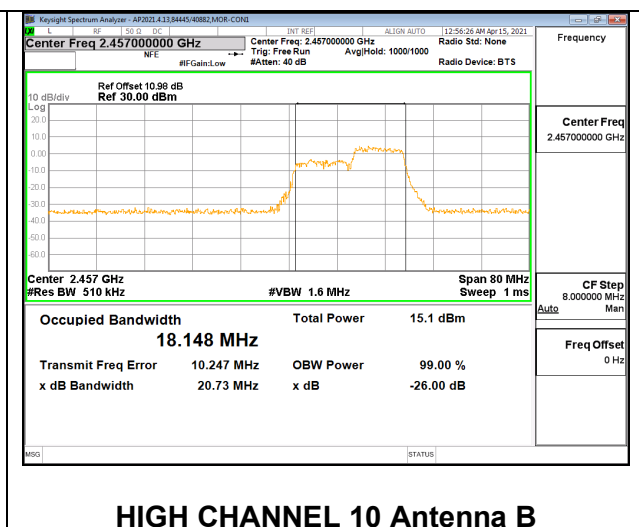 Keysight Spectrum Analyzer - AP2021.4.13,84445/40882,MOR-CON1
L RF 50 Ω DC INT REF ALIGN AUTO 12:56:26 AM Apr 15, 2021
Center Freq 2.457000000 GHz
NFE
#IFGain:Low
Center Freq: 2.457000000 GHz
Trig: Free Run Avg|Hold: 1000/1000
#Atten: 40 dB
Radio Std: None
Radio Device: BTS
Frequency
Ref Offset 10.98 dB
10 dB/div Ref 30.00 dBm
Log
20.0
10.0
0.00
-10.0
-20.0
-30.0
-40.0
-50.0
-60.0
Center 2.457 GHz Span 80 MHz
#Res BW 510 kHz #VBW 1.6 MHz Sweep 1 ms
Occupied Bandwidth Total Power 15.1 dBm
18.148 MHz
Transmit Freq Error 10.247 MHz OBW Power 99.00 %
x dB Bandwidth 20.73 MHz x dB -26.00 dB
Center Freq
2.457000000 GHz
CF Step
8.000000 MHz
Auto Man
Freq Offset
0 Hz
MSG STATUS
HIGH CHANNEL 10 Antenna B